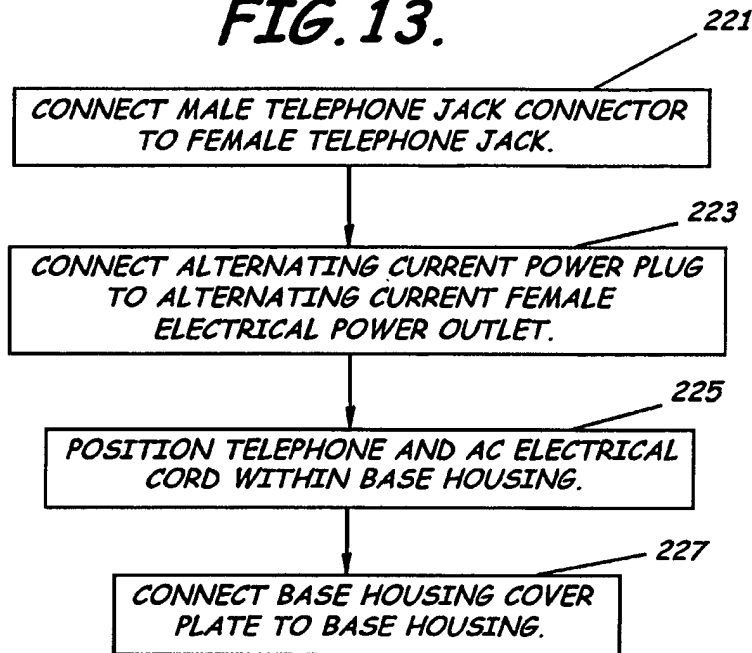 FIG. 13.
221
CONNECT MALE TELEPHONE JACK CONNECTOR
TO FEMALE TELEPHONE JACK.
223
CONNECT ALTERNATING CURRENT POWER PLUG
TO ALTERNATING CURRENT FEMALE
ELECTRICAL POWER OUTLET.
225
POSITION TELEPHONE AND AC ELECTRICAL
CORD WITHIN BASE HOUSING.
227
CONNECT BASE HOUSING COVER
PLATE TO BASE HOUSING.